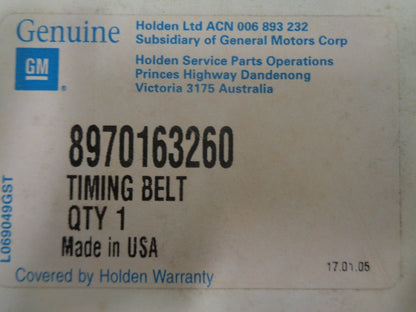 Genuine
GM
Holden Ltd ACN 006 893 232
Subsidiary of General Motors Corp
Holden Service Parts Operations
Princes Highway Dandenong
Victoria 3175 Australia
8970163260
TIMING BELT
QTY 1
Made in USA
L069049GST
17.01.05
Covered by Holden Warranty